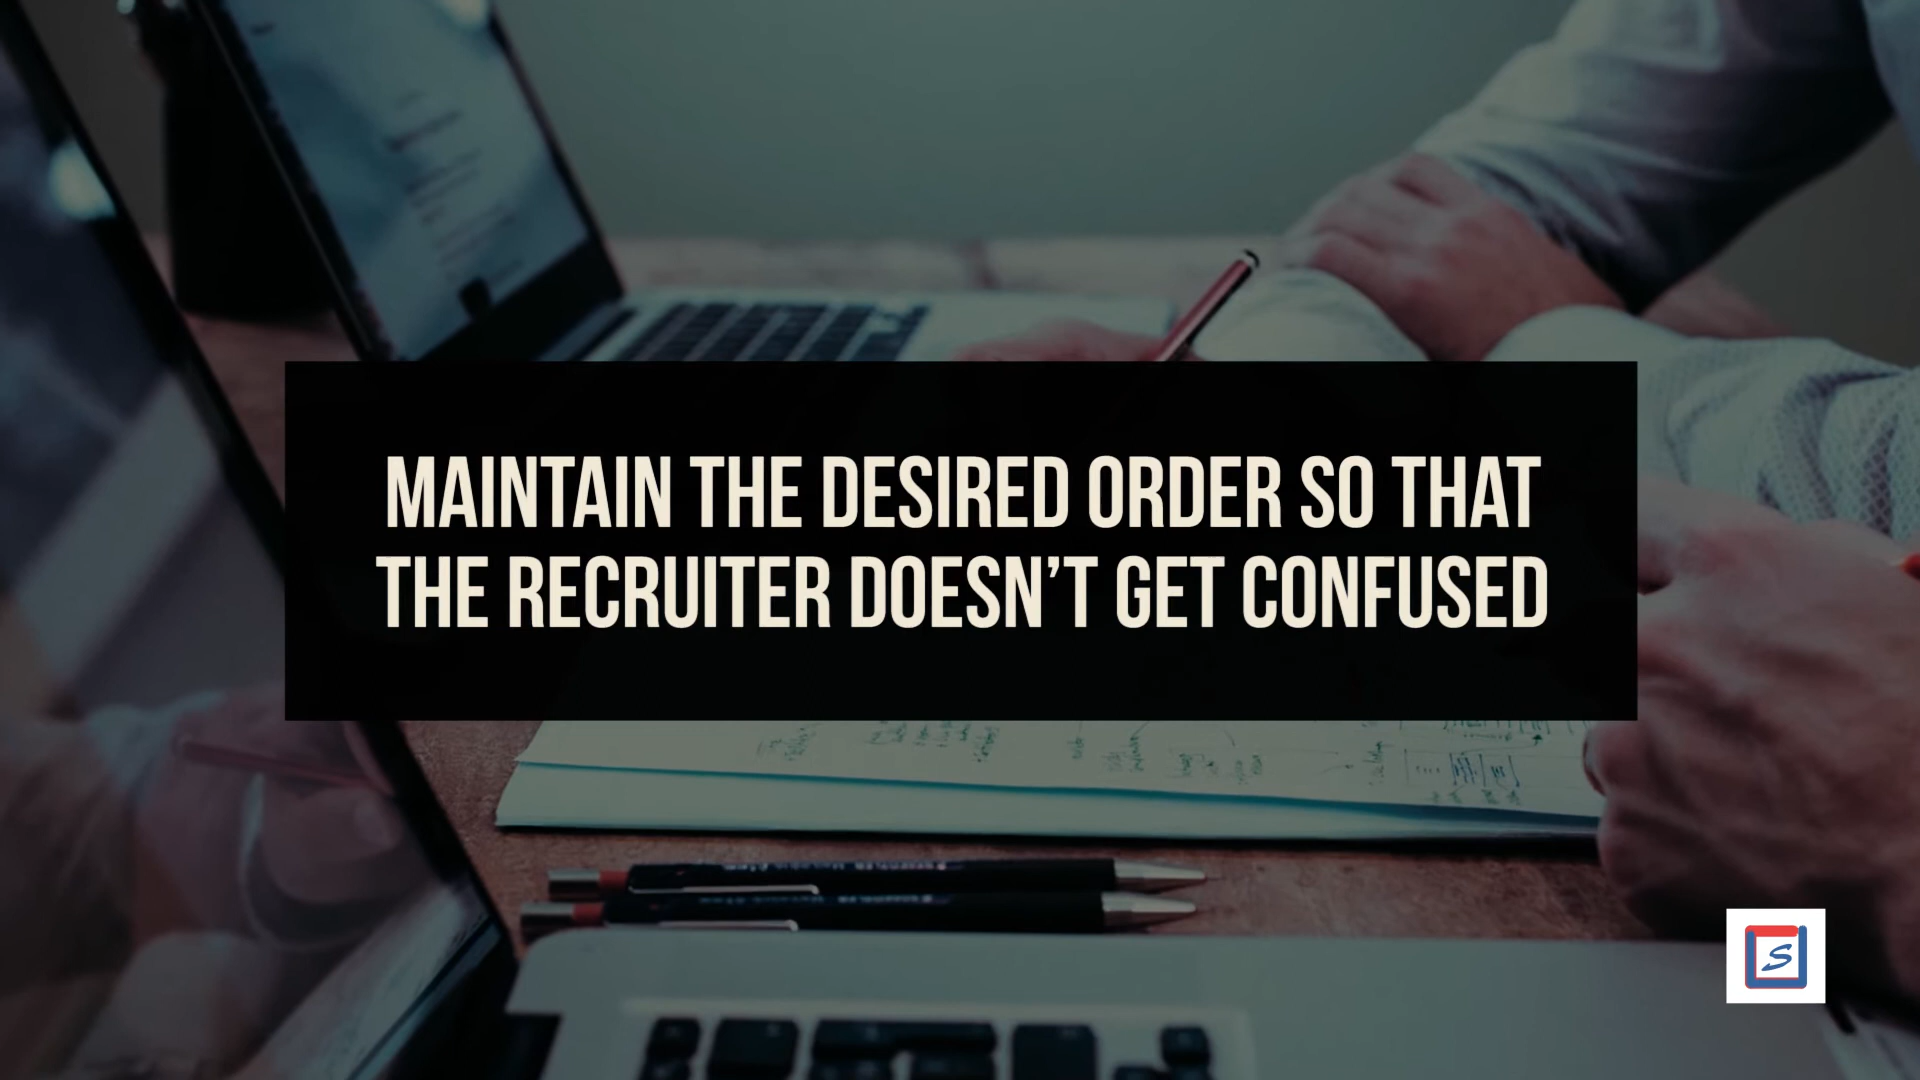 MAINTAIN THE DESIRED ORDER SO THAT
THE RECRUITER DOESN’T GET CONFUSED
S